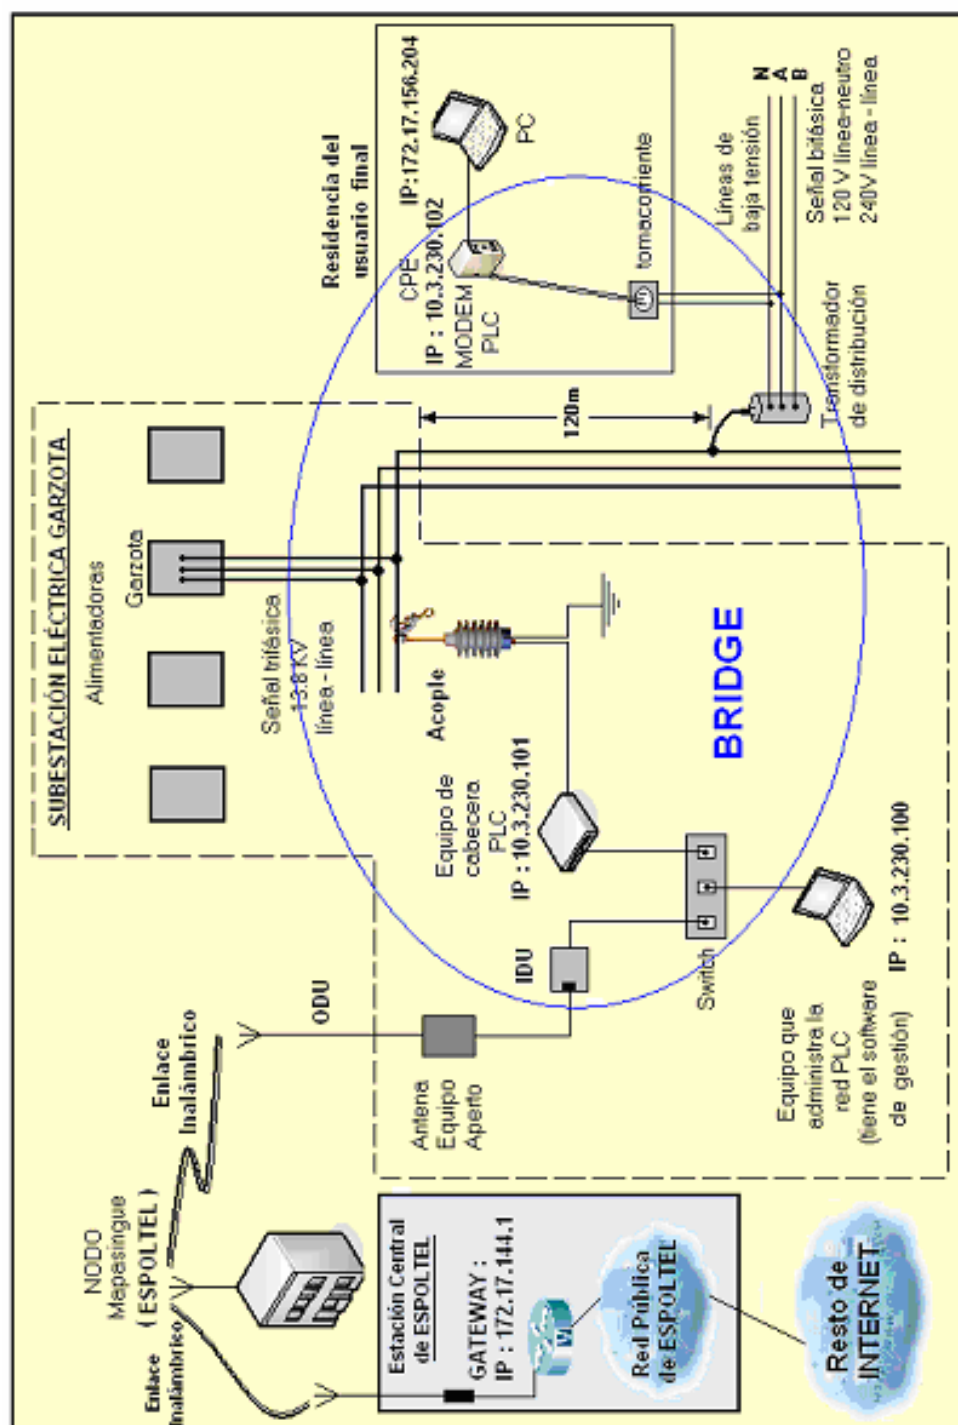 NODO
Mapasingue
( ESPOLTEL )
Enlace
Inalámbrico
Enlace
Inalámbrico
Estación Central
de ESPOLTEL
GATEWAY :
IP : 172.17.144.1
Red Pública
de ESPOLTEL
Resto de
INTERNET
ODU
Antena
Equipo
Aperto
IDU
Switch
Equipo que
administra la
red PLC
(tiene el software
de gestión)
IP : 10.3.230.100
SUBESTACIÓN ELÉCTRICA GARZOTA
Alimentadoras
Garzota
Señal trifásica
13.8 KV
línea - línea
Acople
Equipo de
cabecera
PLC
IP : 10.3.230.101
BRIDGE
120m
Residencia del
usuario final
CPE
IP : 10.3.230.102
MODEM
PLC
IP:172.17.156.204
PC
tomacorriente
Transformador
de distribución
Líneas de
baja tensión
N
A
B
Señal bifásica
120 V línea-neutro
240V línea - línea